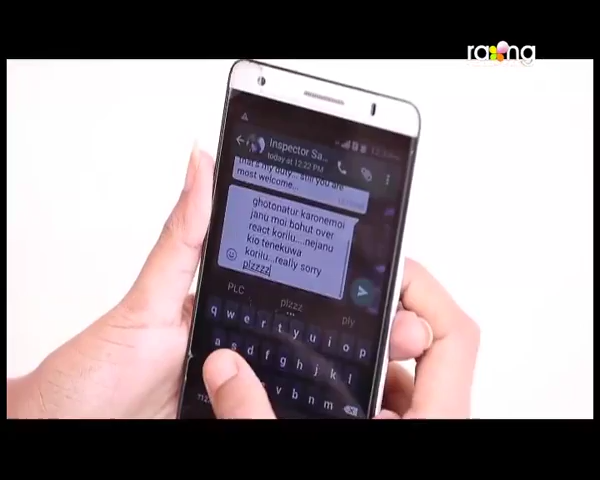 rang
Inspector Sa...
today at 12:22 PM
that's my duty... still you are
most welcome...
ghotonatur karonemoi
janu moi bohut over
react korilu....nejanu
kio tenekuwa
korilu...really sorry
plzzzz
PLC plzzz ply
q w e r t y u i o p
a s d f g h j k l
v b n m